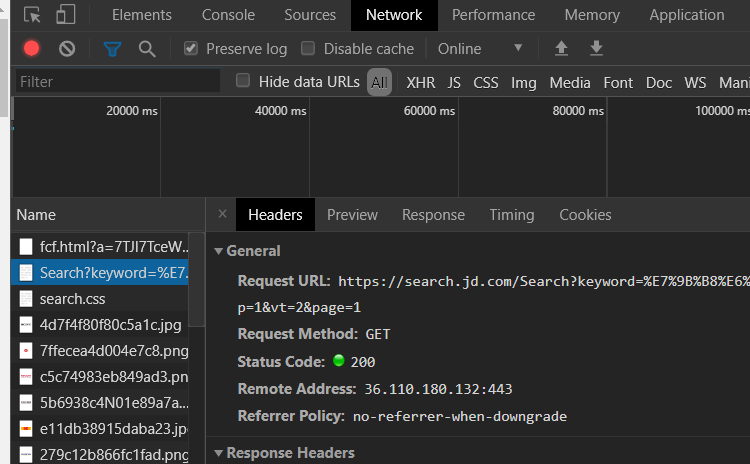 Elements Console Sources Network Performance Memory Application
Preserve log Disable cache Online
Filter Hide data URLs All XHR JS CSS Img Media Font Doc WS Mani
20000 ms 40000 ms 60000 ms 80000 ms 100000 ms
Name × Headers Preview Response Timing Cookies
fcf.html?a=7TJI7TceW...
General
Search?keyword=%E7...
Request URL: https://search.jd.com/Search?keyword=%E7%9B%B8%E6%
search.css
p=1&vt=2&page=1
4d7f4f80f80c5a1c.jpg
Request Method: GET
7ffecea4d004e7c8.png
Status Code: 200
c5c74983eb849ad3.pn
Remote Address: 36.110.180.132:443
5b6938c4N01e89a7a...
Referrer Policy: no-referrer-when-downgrade
e11db38915daba23.jp
279c12b866fc1fad.png
Response Headers